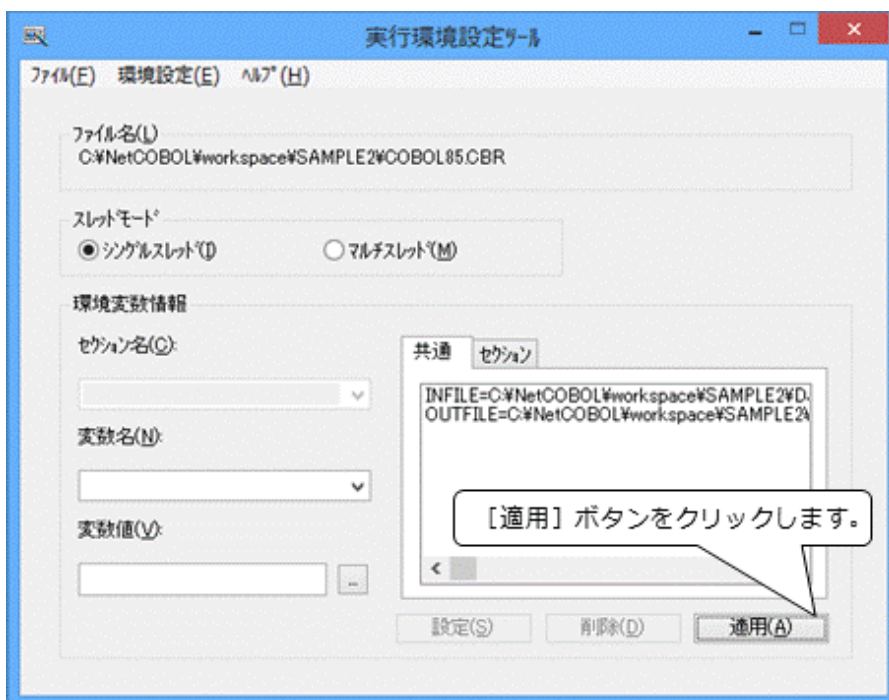 実行環境設定ﾂｰﾙ
ﾌｧｲﾙ(F) 環境設定(E) ﾍﾙﾌﾟ(H)
ﾌｧｲﾙ名(L)
C:¥NetCOBOL¥workspace¥SAMPLE2¥COBOL85.CBR
ｽﾚｯﾄﾞﾓｰﾄﾞ
ｼﾝｸﾞﾙｽﾚｯﾄﾞ(I) ﾏﾙﾁｽﾚｯﾄﾞ(M)
環境変数情報
ｾｸｼｮﾝ名(C):
共通 ｾｸｼｮﾝ
INFILE=C:¥NetCOBOL¥workspace¥SAMPLE2¥D
OUTFILE=C:¥NetCOBOL¥workspace¥SAMPLE2¥
変数名(N):
[適用] ボタンをクリックします。
変数値(V):
...
設定(S) 削除(D) 適用(A)